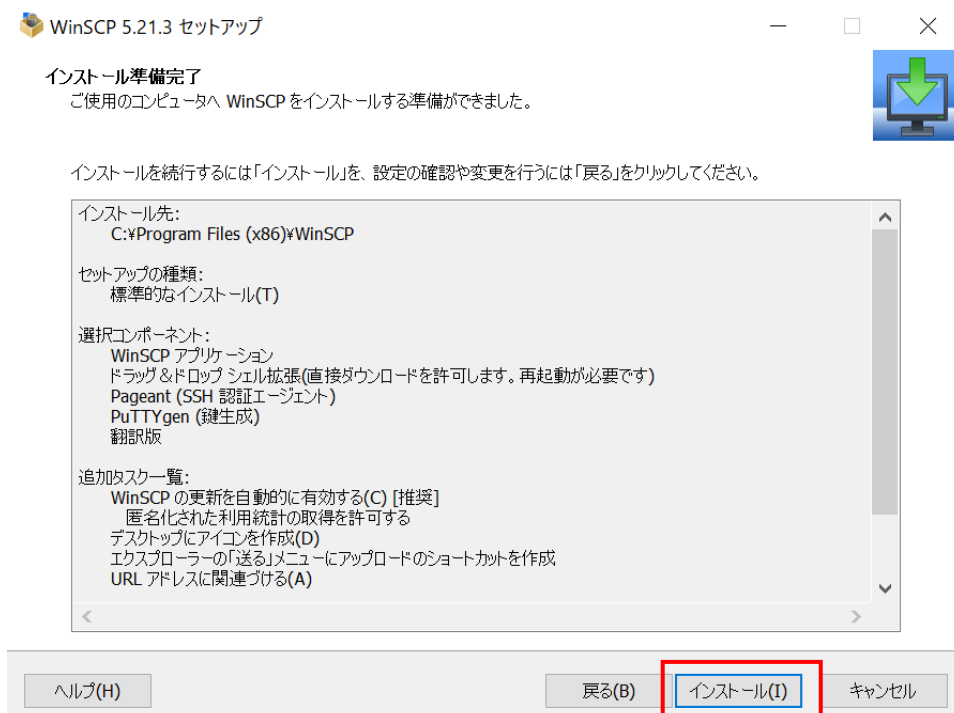 WinSCP 5.21.3 セットアップ
インストール準備完了
ご使用のコンピュータへ WinSCP をインストールする準備ができました。
インストールを続行するには「インストール」を、設定の確認や変更を行うには「戻る」をクリックしてください。
インストール先:
C:¥Program Files (x86)¥WinSCP
セットアップの種類:
標準的なインストール(T)
選択コンポーネント:
WinSCP アプリケーション
ドラッグ&ドロップ シェル拡張(直接ダウンロードを許可します。再起動が必要です)
Pageant (SSH 認証エージェント)
PuTTYgen (鍵生成)
翻訳版
追加タスク一覧:
WinSCP の更新を自動的に有効する(C) [推奨]
匿名化された利用統計の取得を許可する
デスクトップにアイコンを作成(D)
エクスプローラーの「送る」メニューにアップロードのショートカットを作成
URL アドレスに関連づける(A)
ヘルプ(H) 戻る(B) インストール(I) キャンセル